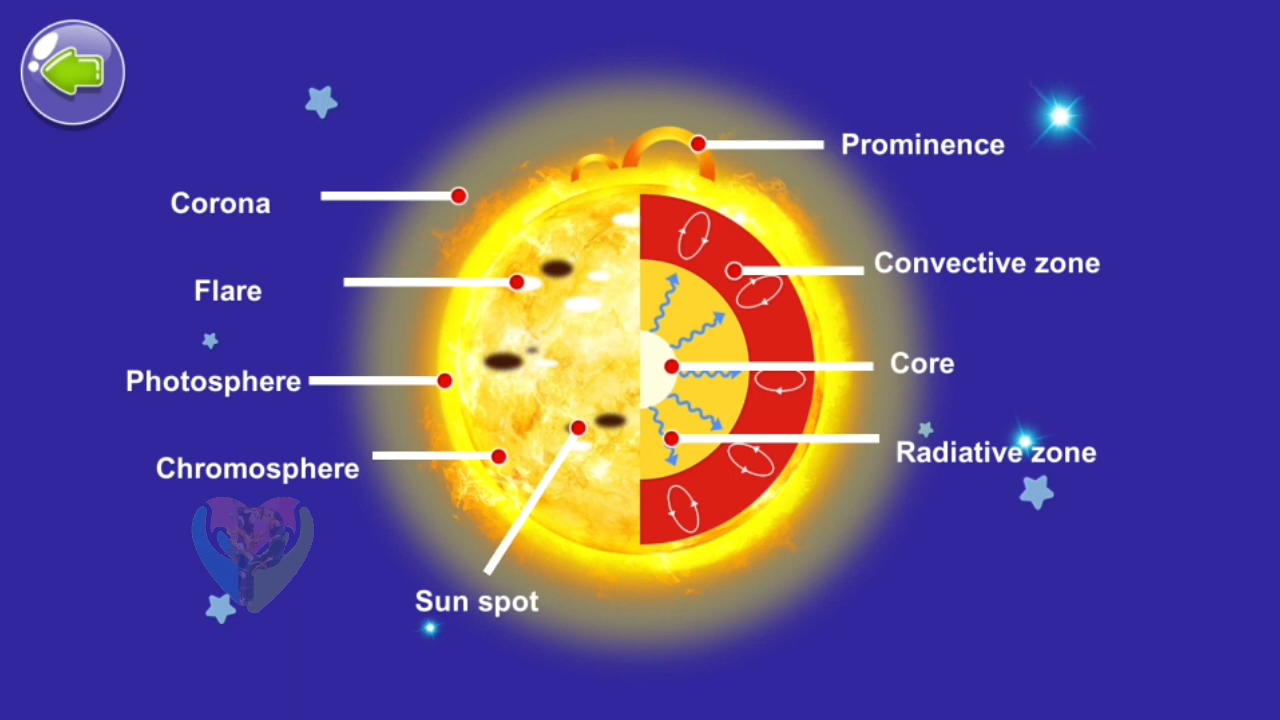 Prominence
Corona
Convective zone
Flare
Core
Photosphere
Radiative zone
Chromosphere
Sun spot